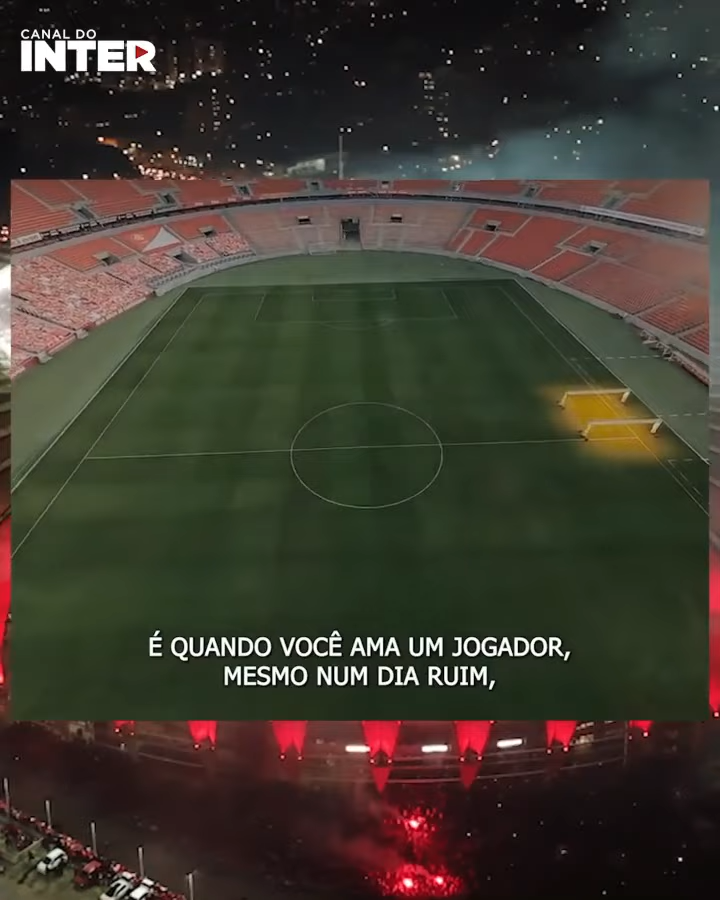 CANAL DO
INTER
É QUANDO VOCÊ AMA UM JOGADOR,
MESMO NUM DIA RUIM,